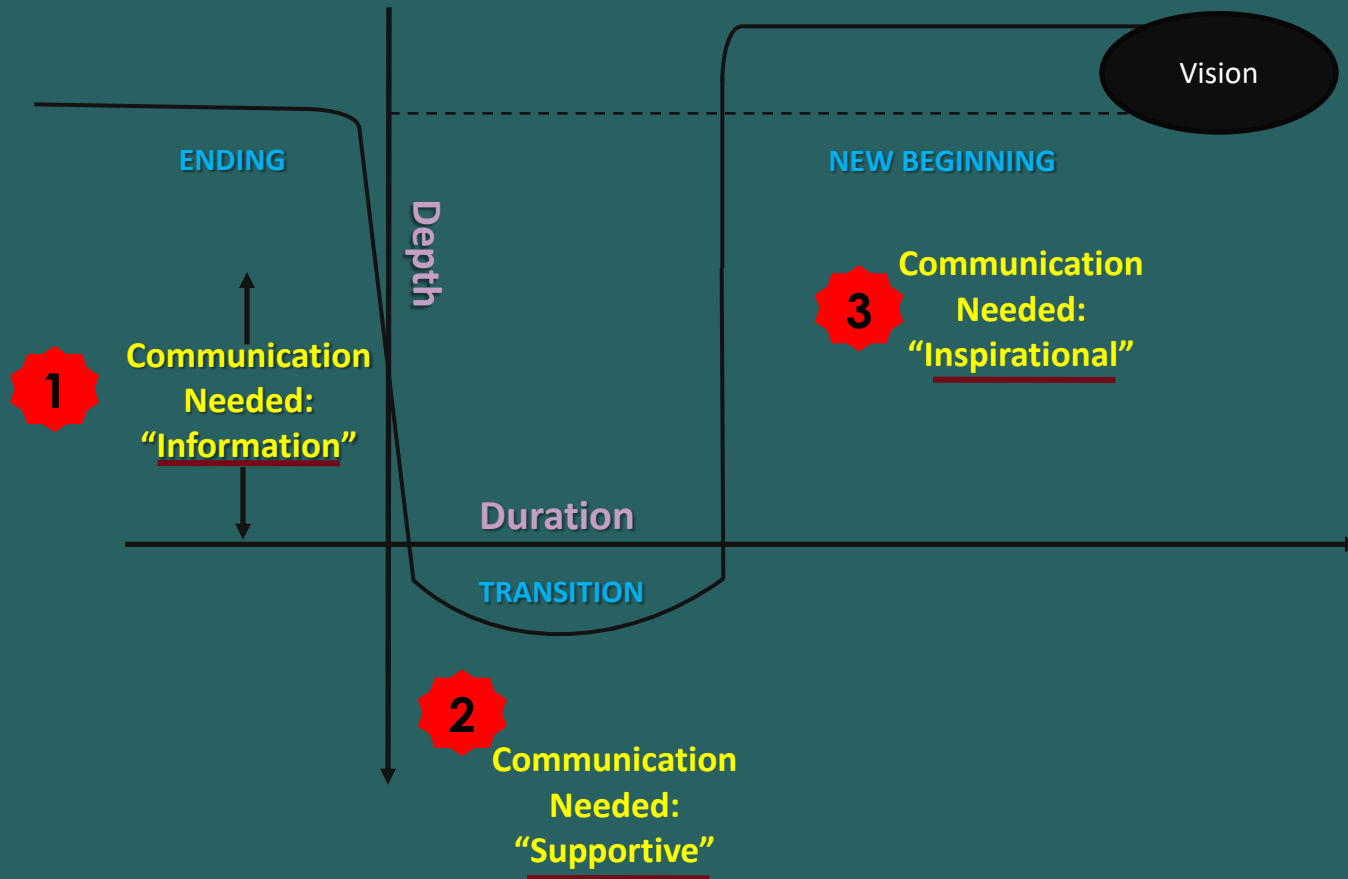 Vision
ENDING
NEW BEGINNING
Depth
1
Communication
Needed:
“Information”
3
Communication
Needed:
“Inspirational”
Duration
TRANSITION
2
Communication
Needed:
“Supportive”